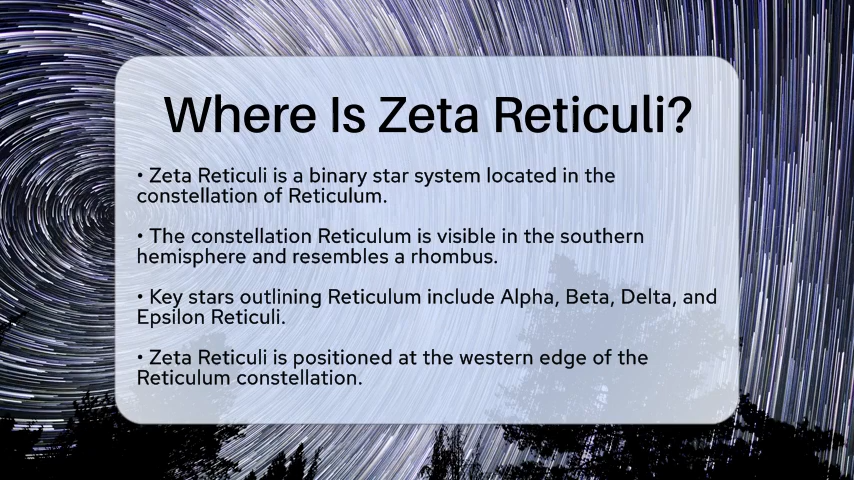 Where Is Zeta Reticuli?
• Zeta Reticuli is a binary star system located in the
constellation of Reticulum.
• The constellation Reticulum is visible in the southern
hemisphere and resembles a rhombus.
• Key stars outlining Reticulum include Alpha, Beta, Delta, and
Epsilon Reticuli.
• Zeta Reticuli is positioned at the western edge of the
Reticulum constellation.